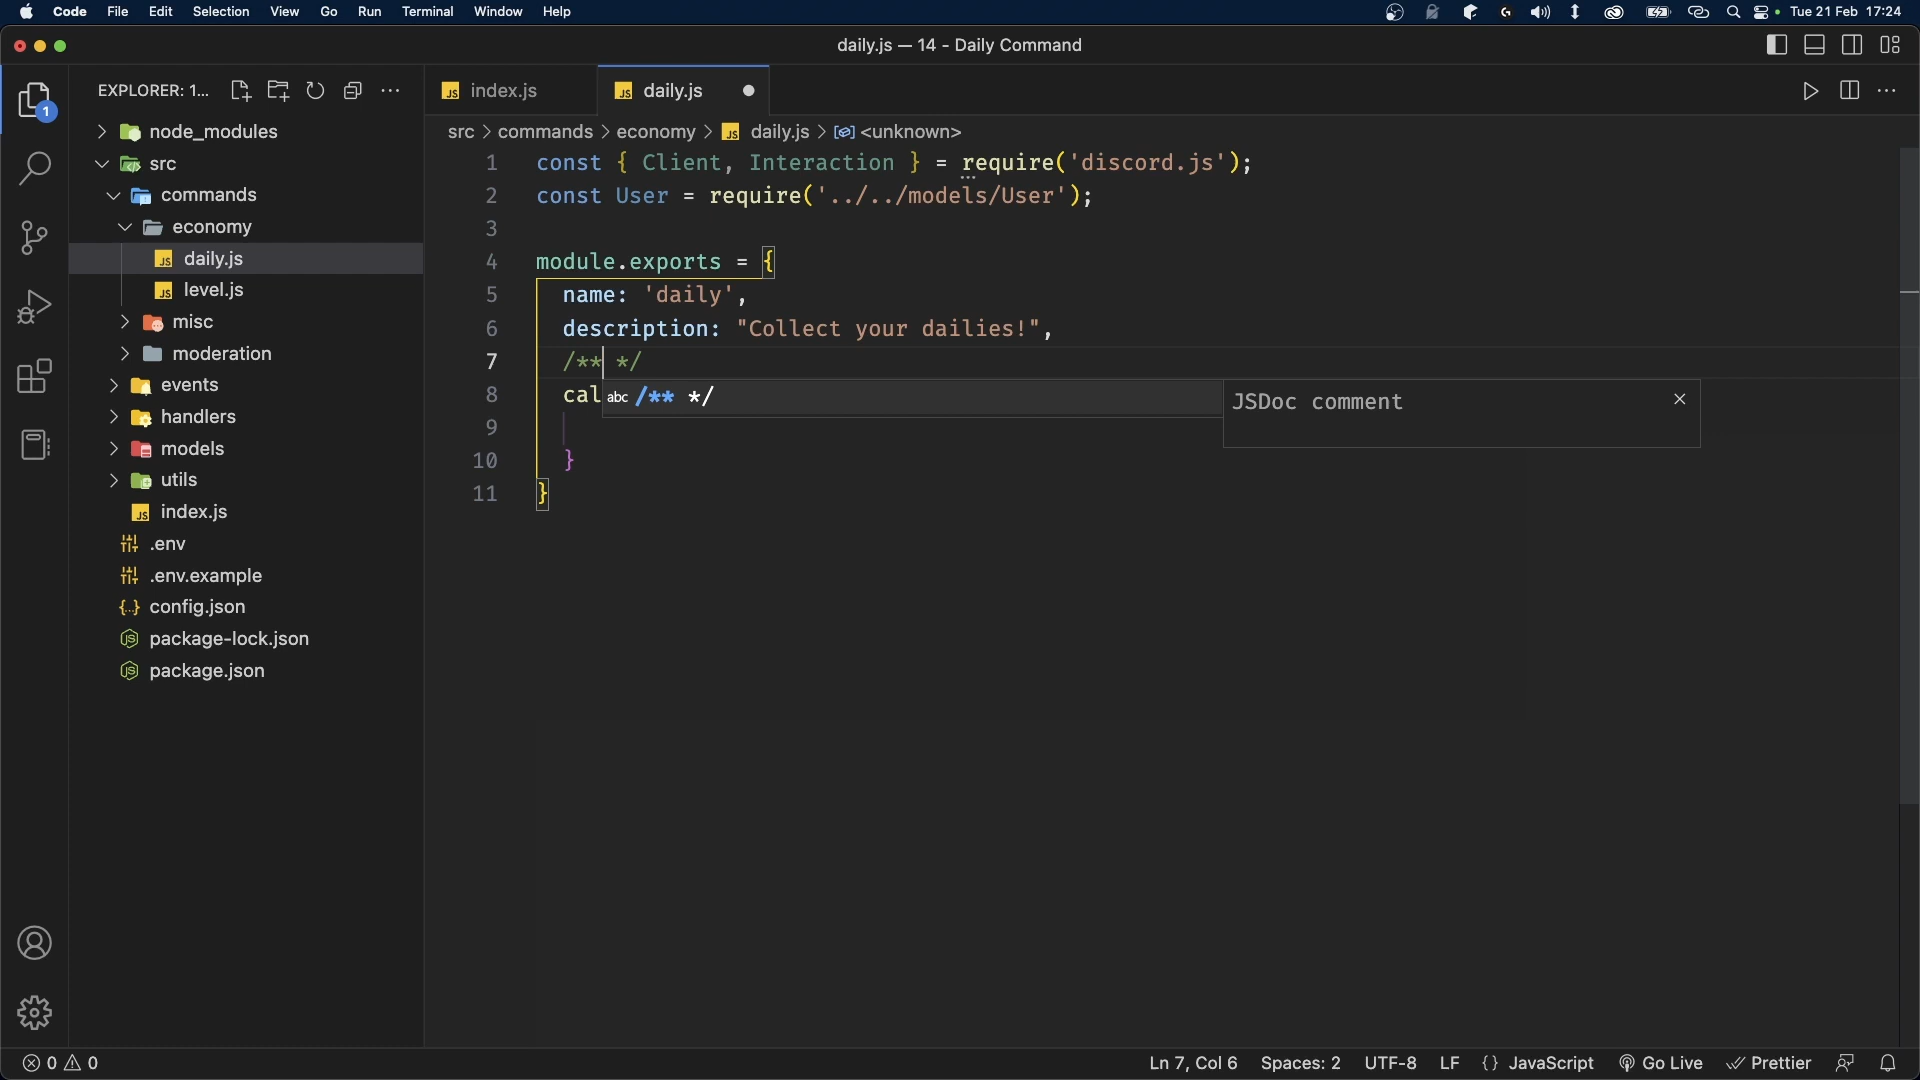 Code File Edit Selection View Go Run Terminal Window Help Tue 21 Feb 17:24
daily.js — 14 - Daily Command
EXPLORER: 1...
node_modules
src
commands
economy
daily.js
level.js
misc
moderation
events
handlers
models
utils
index.js
.env
.env.example
config.json
package-lock.json
package.json
1
JS index.js
JS daily.js
src > commands > economy > JS daily.js > <unknown>
1 const { Client, Interaction } = require('discord.js');
2 const User = require('../../models/User');
3
4 module.exports = {
5 name: 'daily',
6 description: "Collect your dailies!",
7 /** */
8 cal
abc /** */
JSDoc comment
9
10 }
11 }
0 0
Ln 7, Col 6 Spaces: 2 UTF-8 LF {} JavaScript Go Live Prettier